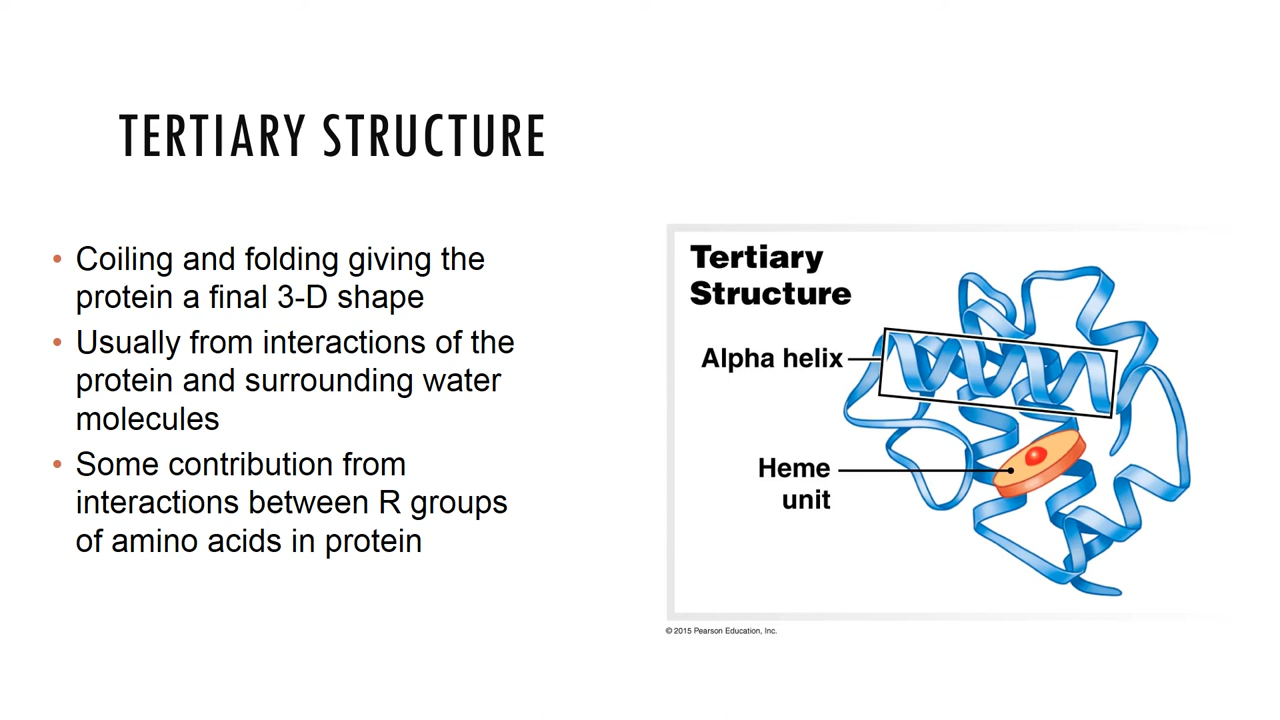 TERTIARY STRUCTURE
• Coiling and folding giving the
protein a final 3-D shape
• Usually from interactions of the
protein and surrounding water
molecules
• Some contribution from
interactions between R groups
of amino acids in protein
Tertiary
Structure
Alpha helix
Heme
unit
© 2015 Pearson Education, Inc.